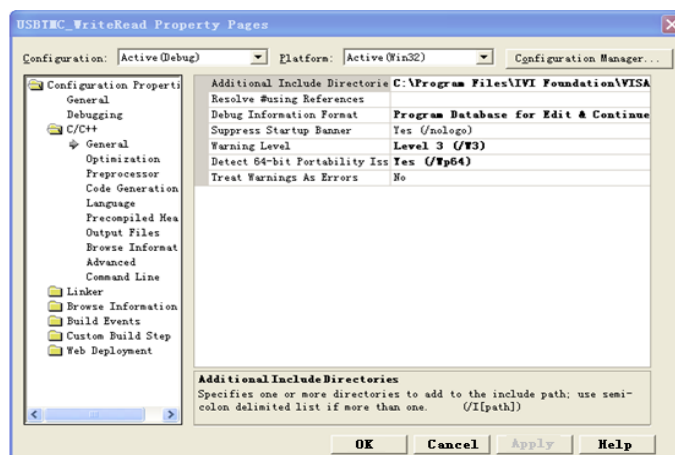 USBTMC_WriteRead Property Pages
Configuration: Active(Debug) Platform: Active(Win32) Configuration Manager...
Configuration Properti
General
Debugging
C/C++
General
Optimization
Preprocessor
Code Generation
Language
Precompiled Hea
Output Files
Browse Informat
Advanced
Command Line
Linker
Browse Information
Build Events
Custom Build Step
Web Deployment
Additional Include Directorie C:\Program Files\IVI Foundation\VISA
Resolve #using References
Debug Information Format Program Database for Edit & Continue
Suppress Startup Banner Yes (/nologo)
Warning Level Level 3 (/W3)
Detect 64-bit Portability Iss Yes (/Wp64)
Treat Warnings As Errors No
Additional Include Directories
Specifies one or more directories to add to the include path; use semi-
colon delimited list if more than one. (/I[path])
OK Cancel Apply Help